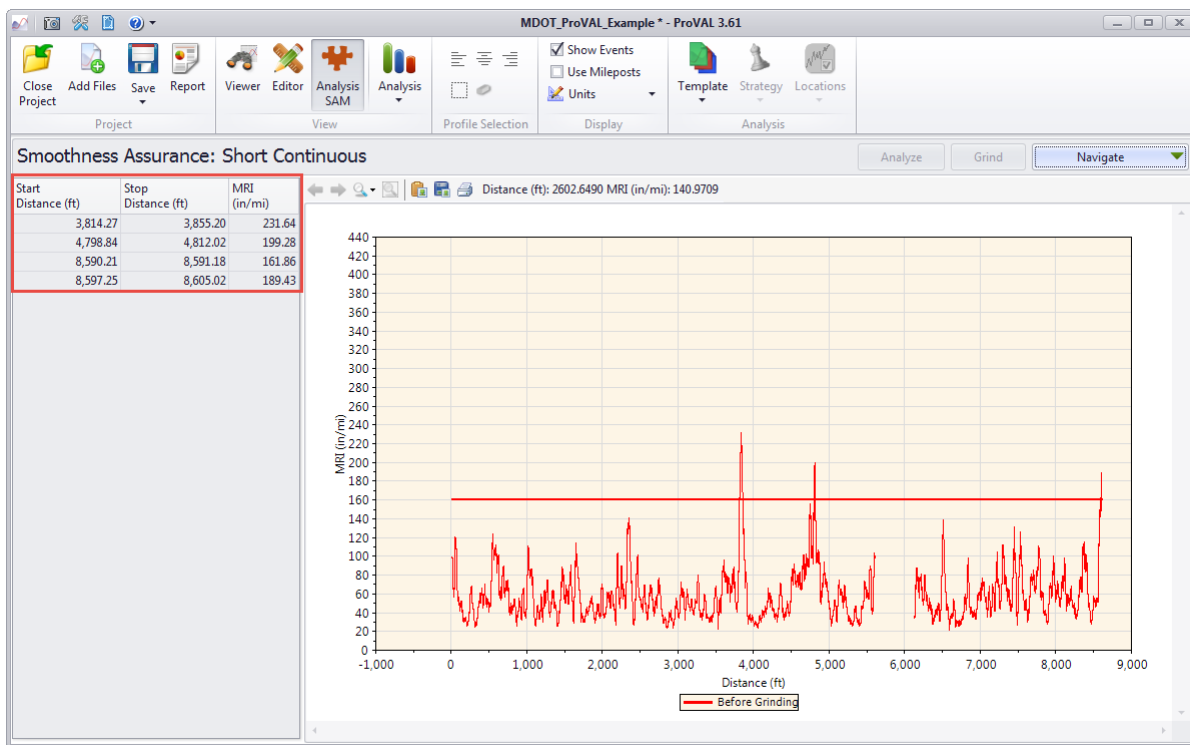 MDOT_ProVAL_Example * - ProVAL 3.61
Close Project
Add Files
Save
Report
Viewer
Editor
Analysis SAM
Analysis
Show Events
Use Mileposts
Units
Template
Strategy
Locations
Project
View
Profile Selection
Display
Analysis
Smoothness Assurance: Short Continuous
Analyze
Grind
Navigate
Start Distance (ft)
Stop Distance (ft)
MRI (in/mi)
3,814.27 3,855.20 231.64
4,798.84 4,812.02 199.28
8,590.21 8,591.18 161.86
8,597.25 8,605.02 189.43
Distance (ft): 2602.6490 MRI (in/mi): 140.9709
440
420
400
380
360
340
320
300
280
260
240
220
200
180
160
140
120
100
80
60
40
20
0
MRI (in/mi)
-1,000 0 1,000 2,000 3,000 4,000 5,000 6,000 7,000 8,000 9,000
Distance (ft)
Before Grinding